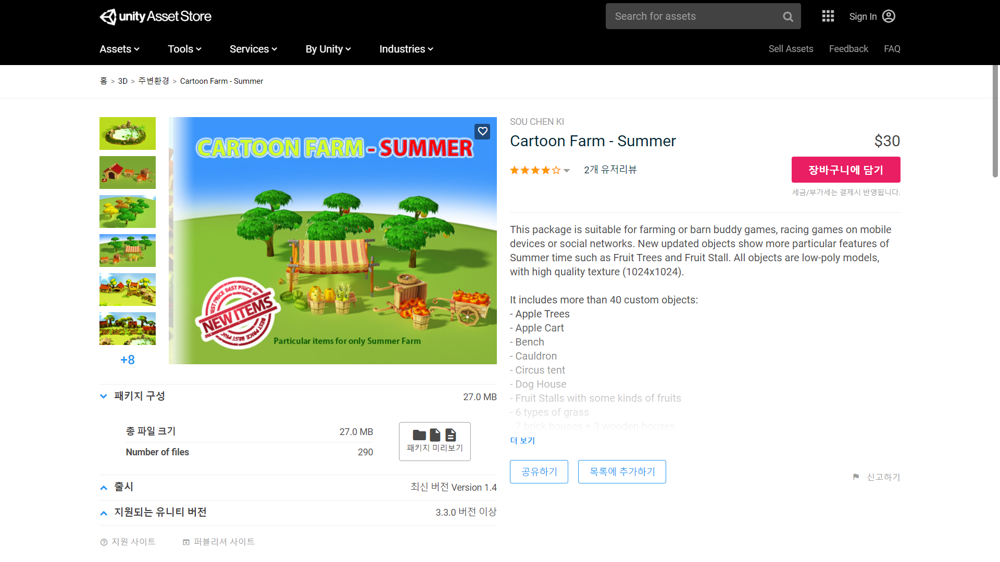 unity Asset Store
Search for assets
Sign In
Assets
Tools
Services
By Unity
Industries
Sell Assets
Feedback
FAQ
홈 > 3D > 주변환경 > Cartoon Farm - Summer
CARTOON FARM - SUMMER
BEST PRICE BEST PRICE
NEW ITEMS
BEST PRICE
Particular items for only Summer Farm
+8
SOU CHEN KI
Cartoon Farm - Summer
$30
2개 유저리뷰
장바구니에 담기
세금/부가세는 결제시 반영됩니다.
This package is suitable for farming or barn buddy games, racing games on mobile
devices or social networks. New updated objects show more particular features of
Summer time such as Fruit Trees and Fruit Stall. All objects are low-poly models,
with high quality texture (1024x1024).
It includes more than 40 custom objects:
- Apple Trees
- Apple Cart
- Bench
- Cauldron
- Circus tent
- Dog House
- Fruit Stalls with some kinds of fruits
- 6 types of grass
- 7 brick houses + 3 wooden houses
더 보기
공유하기
목록에 추가하기
신고하기
패키지 구성
27.0 MB
총 파일 크기
27.0 MB
Number of files
290
패키지 미리보기
출시
최신 버전 Version 1.4
지원되는 유니티 버전
3.3.0 버전 이상
지원 사이트
퍼블리셔 사이트